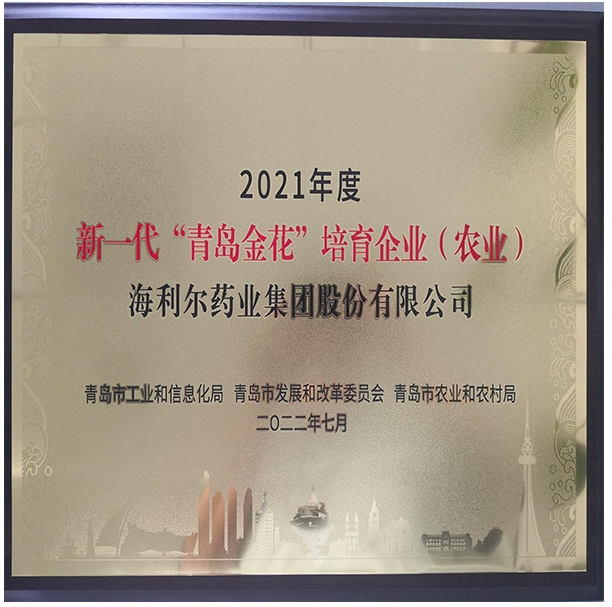 2021年度
新一代“青岛金花”培育企业（农业）
海利尔药业集团股份有限公司
青岛市工业和信息化局 青岛市发展和改革委员会 青岛市农业和农村局
二〇二二年七月